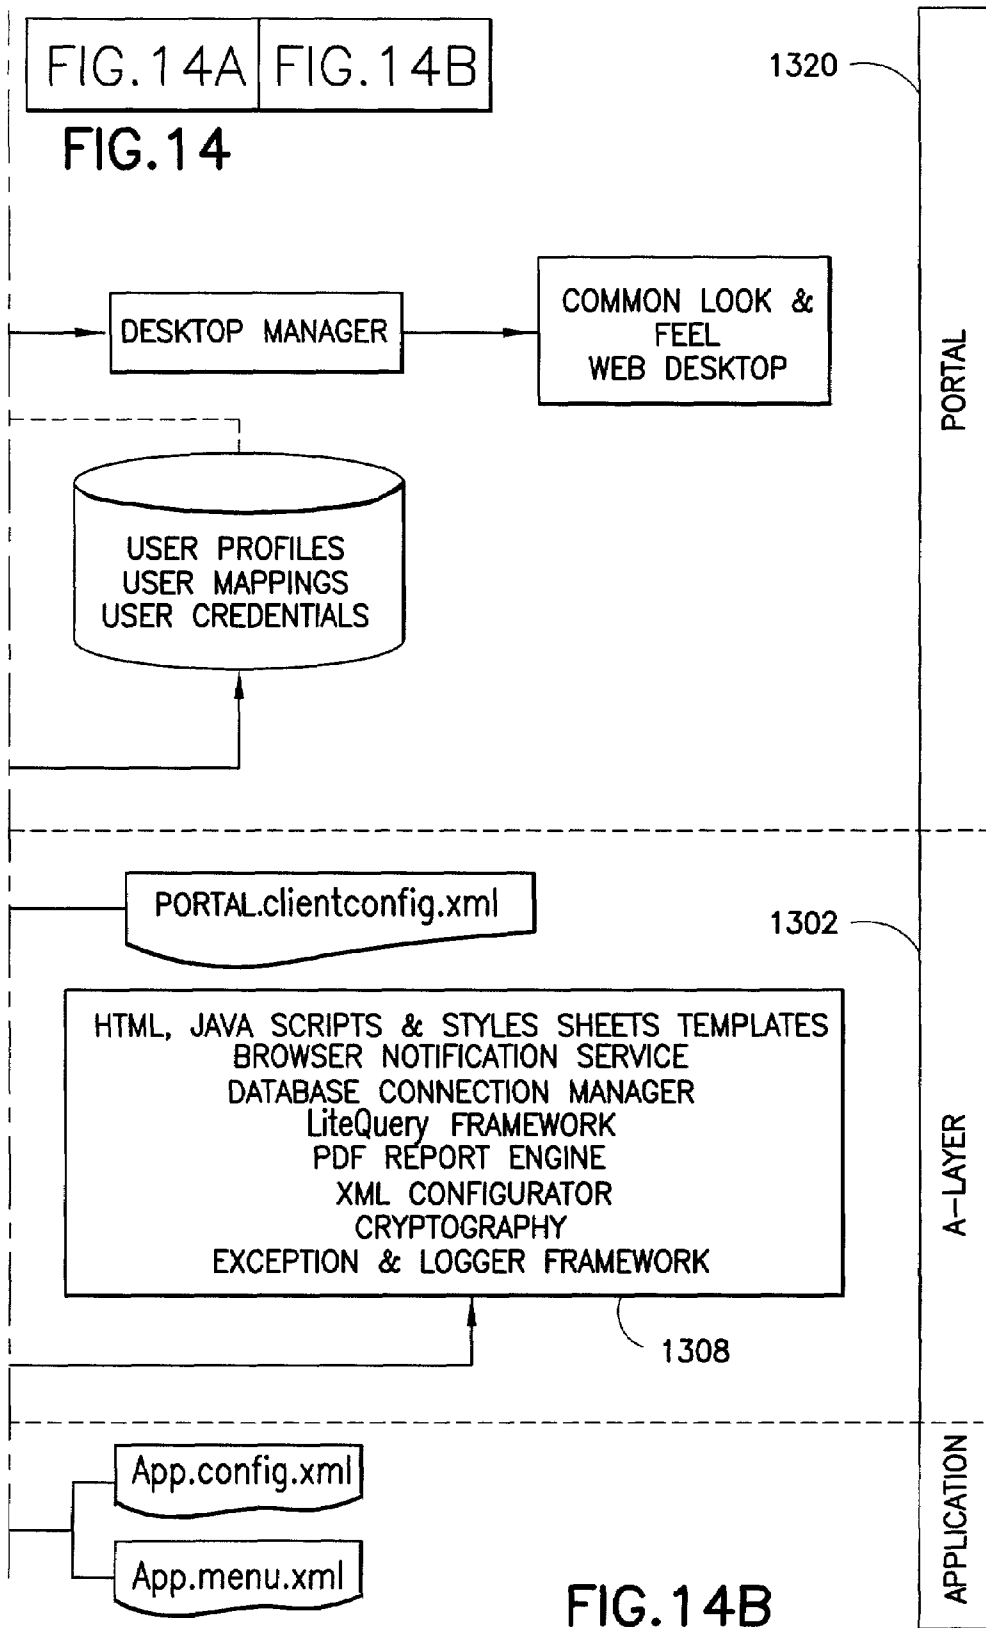 FIG.14A FIG.14B
FIG.14
1320
DESKTOP MANAGER
COMMON LOOK &
FEEL
WEB DESKTOP
PORTAL
USER PROFILES
USER MAPPINGS
USER CREDENTIALS
PORTAL.clientconfig.xml
1302
HTML, JAVA SCRIPTS & STYLES SHEETS TEMPLATES
BROWSER NOTIFICATION SERVICE
DATABASE CONNECTION MANAGER
LiteQuery FRAMEWORK
PDF REPORT ENGINE
XML CONFIGURATOR
CRYPTOGRAPHY
EXCEPTION & LOGGER FRAMEWORK
A-LAYER
1308
App.config.xml
App.menu.xml
APPLICATION
FIG.14B